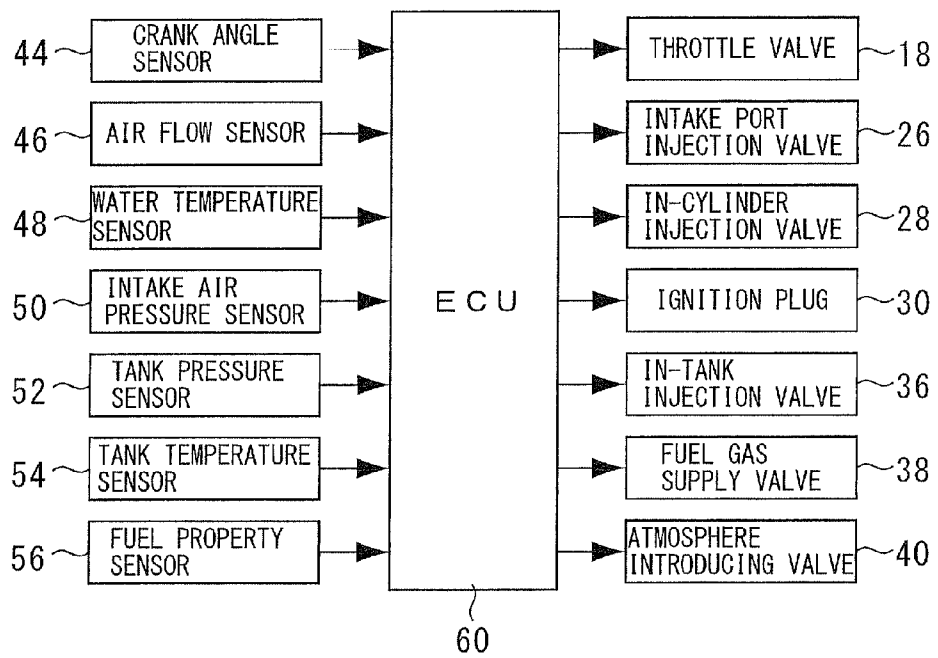 44
CRANK ANGLE
SENSOR
46
AIR FLOW SENSOR
48
WATER TEMPERATURE
SENSOR
50
INTAKE AIR
PRESSURE SENSOR
52
TANK PRESSURE
SENSOR
54
TANK TEMPERATURE
SENSOR
56
FUEL PROPERTY
SENSOR
ECU
60
THROTTLE VALVE
18
INTAKE PORT
INJECTION VALVE
26
IN-CYLINDER
INJECTION VALVE
28
IGNITION PLUG
30
IN-TANK
INJECTION VALVE
36
FUEL GAS
SUPPLY VALVE
38
ATMOSPHERE
INTRODUCING VALVE
40